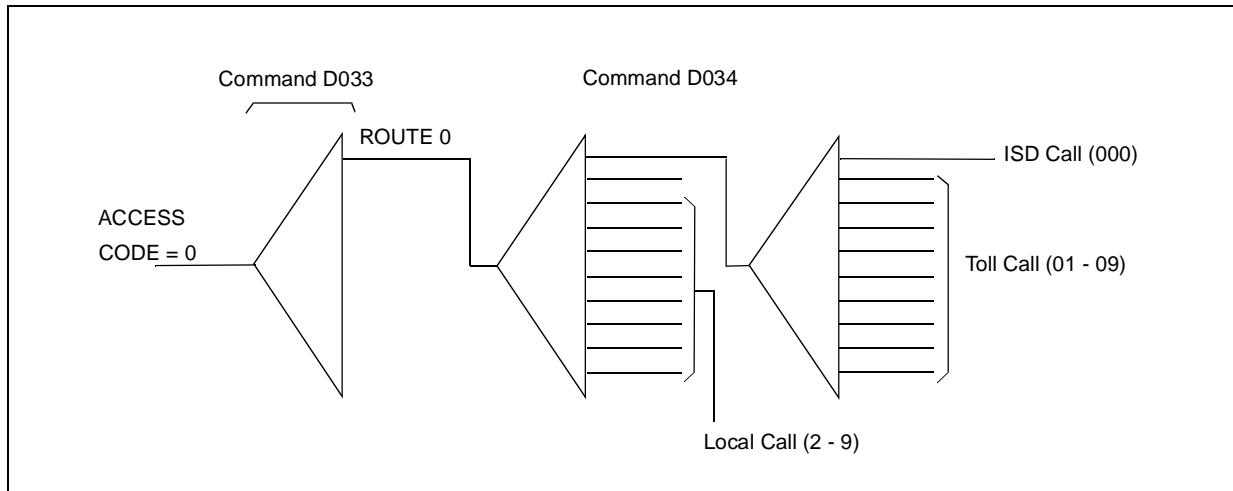 Command D033
Command D034
ROUTE 0
ISD Call (000)
ACCESS
CODE = 0
Toll Call (01 - 09)
Local Call (2 - 9)